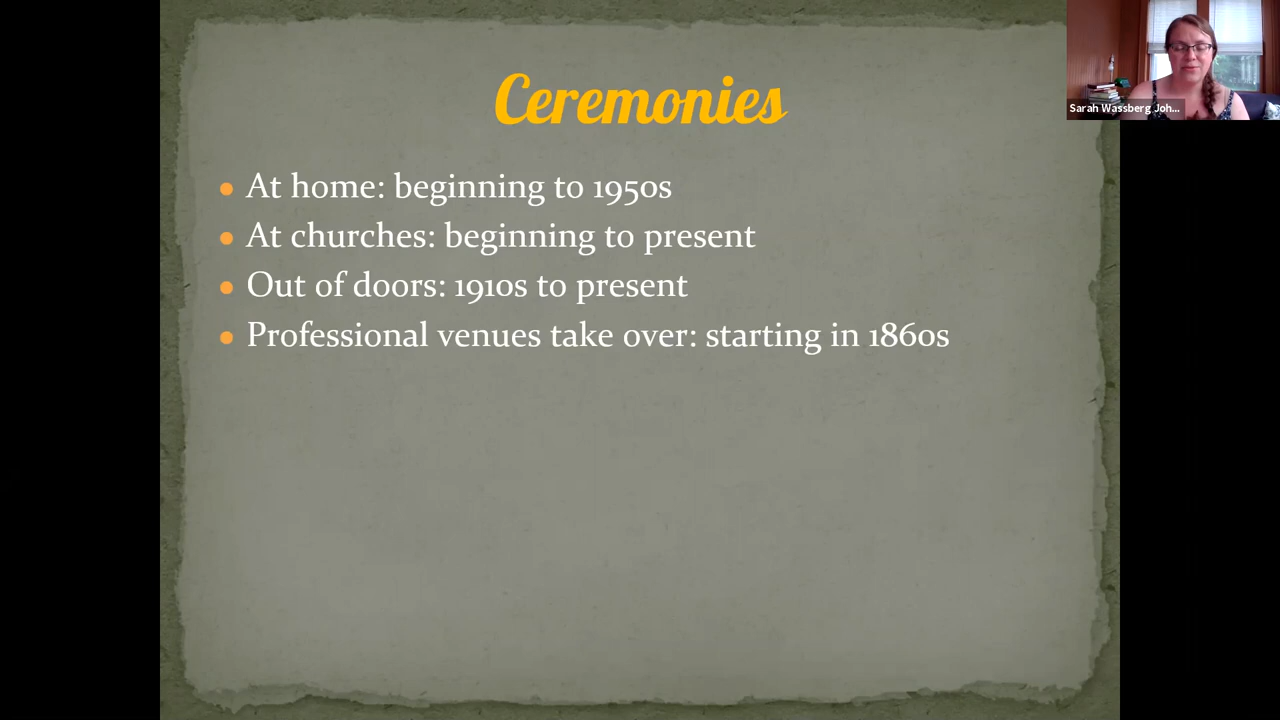 Ceremonies
Sarah Wassberg Joh...
• At home: beginning to 1950s
• At churches: beginning to present
• Out of doors: 1910s to present
• Professional venues take over: starting in 1860s